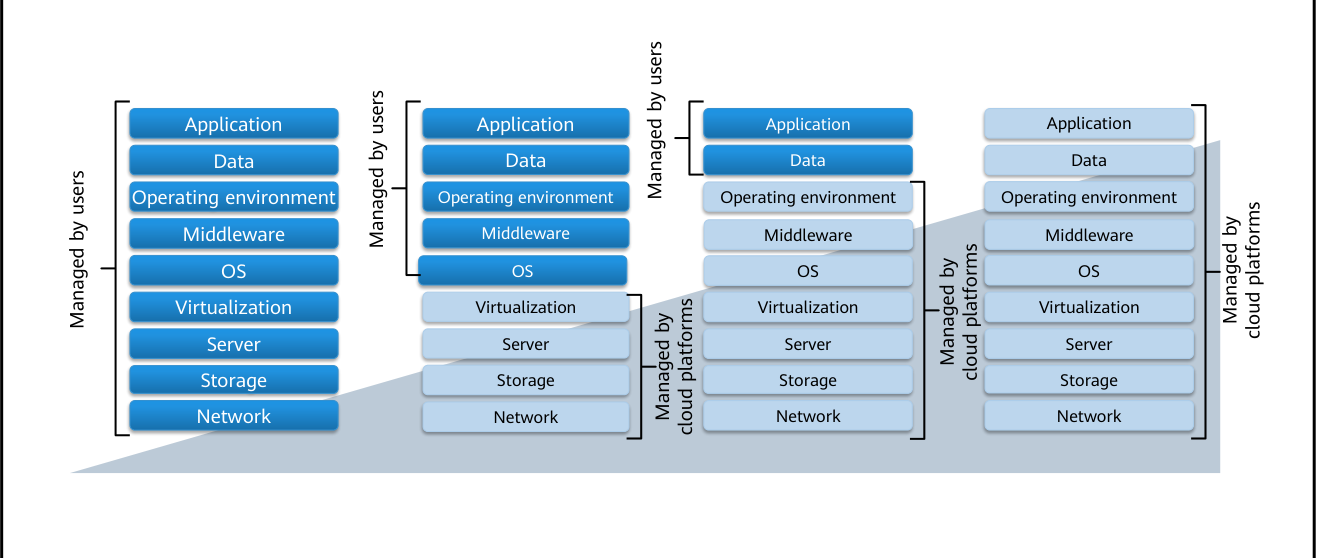 Managed by users
Application
Data
Operating environment
Middleware
OS
Virtualization
Server
Storage
Network
Managed by users
Application
Data
Operating environment
Middleware
OS
Virtualization
Server
Storage
Network
Managed by
cloud platforms
Managed by users
Application
Data
Operating environment
Middleware
OS
Virtualization
Server
Storage
Network
Managed by
cloud platforms
Application
Data
Operating environment
Middleware
OS
Virtualization
Server
Storage
Network
Managed by
cloud platforms